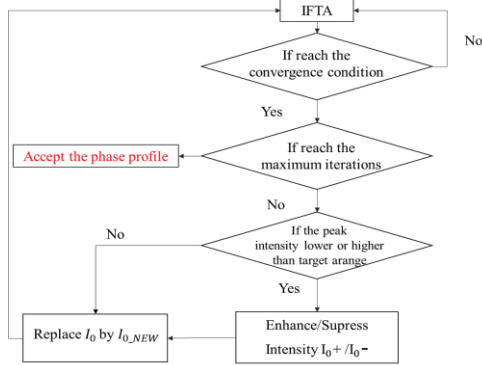 IFTA
No
If reach the
convergence condition
Yes
If reach the
maximum iterations
Accept the phase profile
No
If the peak
intensity lower or higher
than target arange
No
Yes
Replace I₀ by I₀_NEW
Enhance/Supress
Intensity I₀+ /I₀−